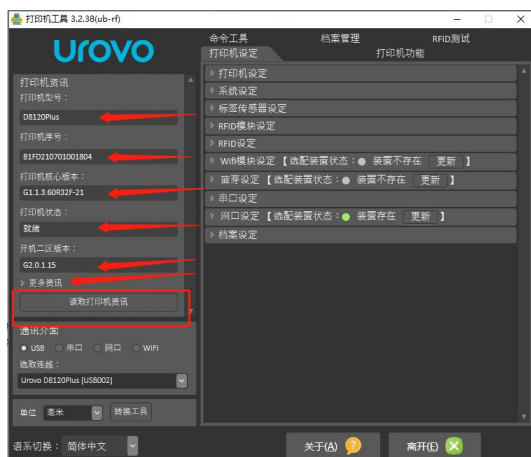 打印机工具 3.2.38(ub-rf)
urovo
命令工具 档案管理 RFID测试
打印机设定 打印机功能
打印机资讯
打印机型号：
D8120Plus
打印机序号：
B1FD210701001804
打印机核心版本：
G1.1.3.60R32F-21
打印机状态：
就绪
开机二区版本：
G2.0.1.15
更多资讯
读取打印机资讯
通讯介面
USB 串口 网口 WIFI
选取连线：
Urovo D8120Plus [USB002]
单位 毫米 转换工具
语系切换： 简体中文
打印机设定
系统设定
标签传感器设定
RFID模块设定
RFID设定
Wifi模块设定【选配装置状态： 装置不存在 更新 】
蓝芽设定【选配装置状态： 装置不存在 更新 】
串口设定
网口设定【选配装置状态： 装置存在 更新 】
档案设定
关于(A) 离开(E)